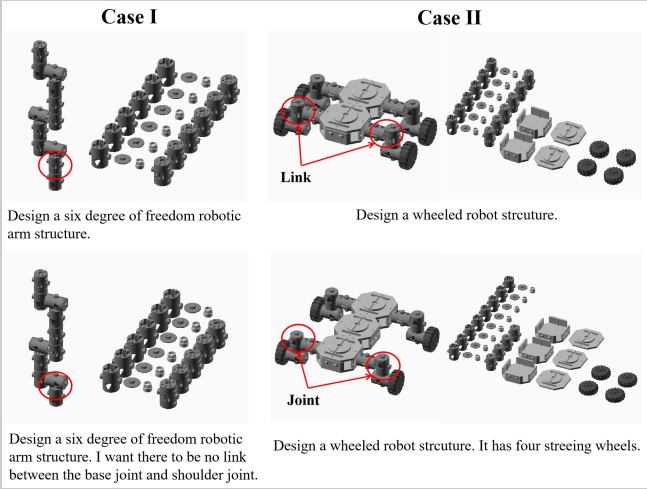 Case I
Case II
Link
Design a six degree of freedom robotic
arm structure.
Design a wheeled robot strcuture.
Joint
Design a six degree of freedom robotic
arm structure. I want there to be no link
between the base joint and shoulder joint.
Design a wheeled robot strcuture. It has four streeing wheels.